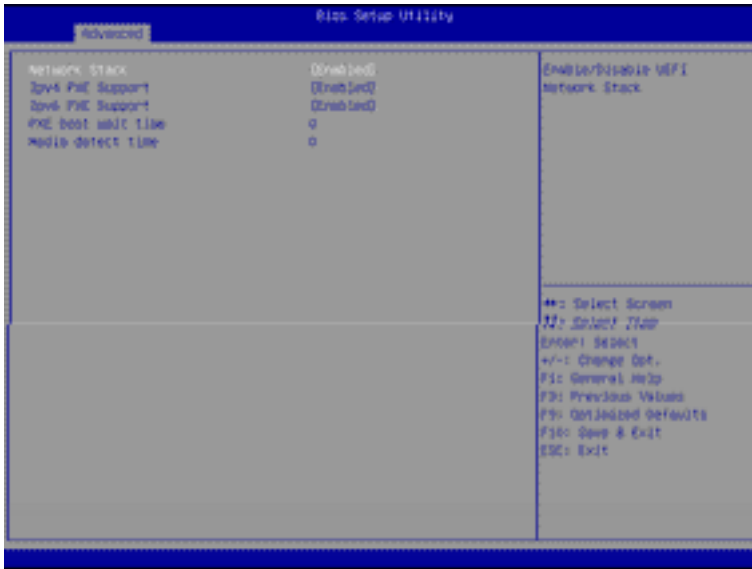 Bios Setup Utility
Advanced
Network Stack [Enabled]
Ipv4 PXE Support [Enabled]
Ipv6 PXE Support [Enabled]
PXE boot wait time 0
Media detect time 0
Enable/Disable UEFI
Network Stack
: Select Screen
: Select Item
Enter: Select
+/-: Change Opt.
F1: General Help
F3: Previous Values
F9: Optimized Defaults
F10: Save & Exit
ESC: Exit